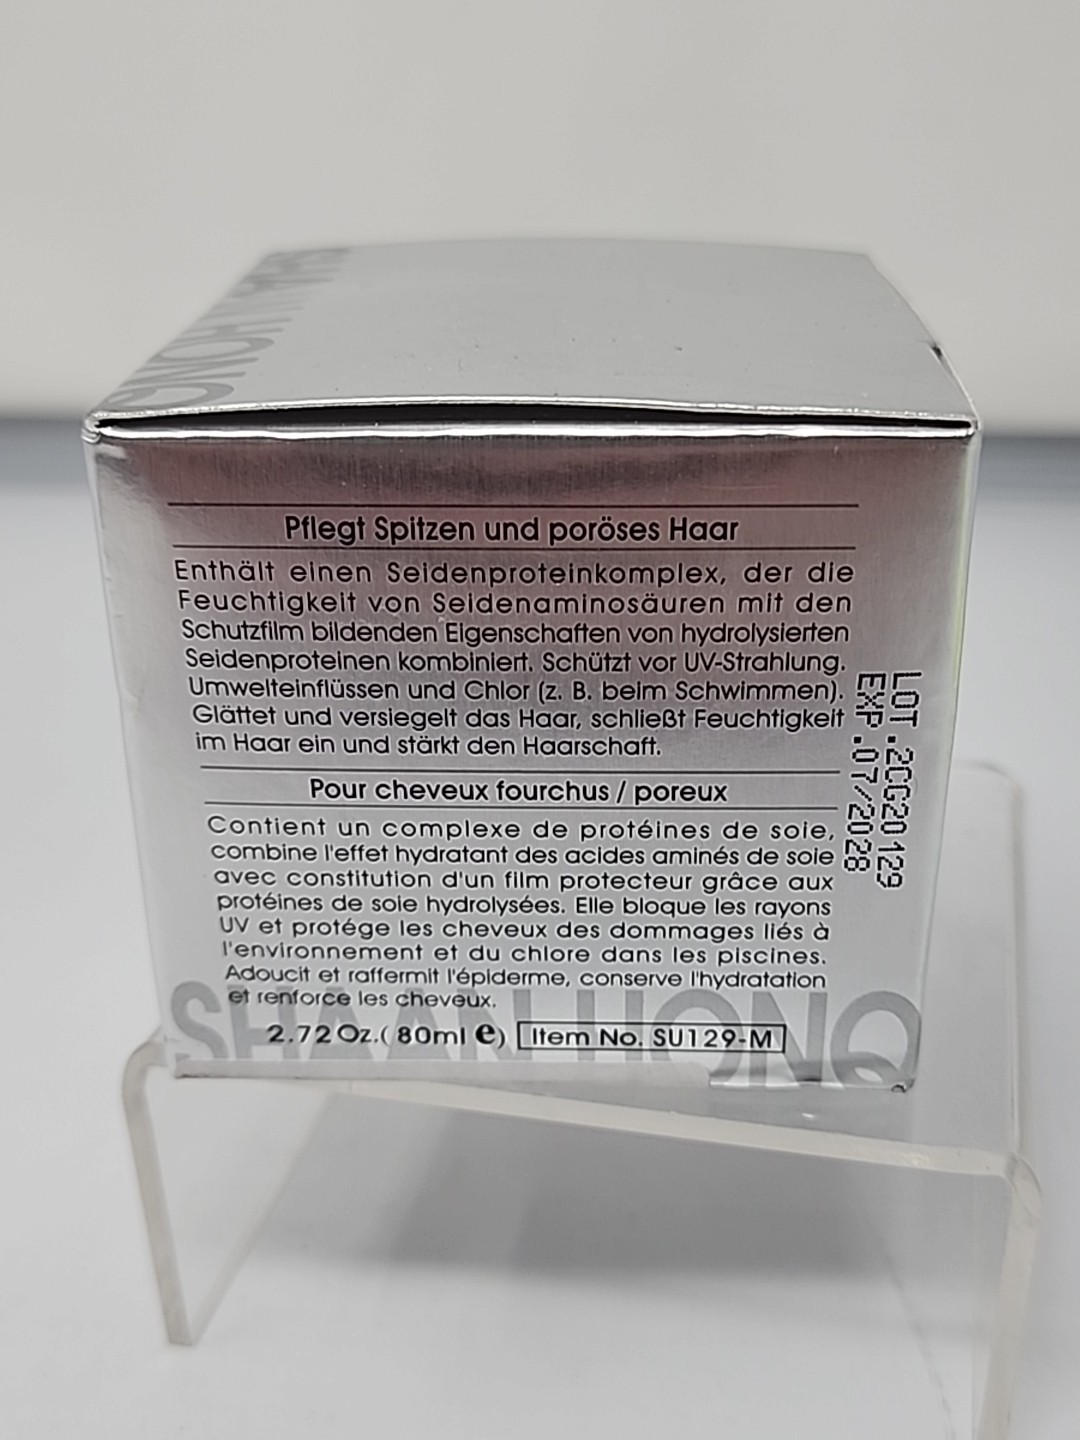 SHAAN HONQ
Pflegt Spitzen und poröses Haar
Enthält einen Seidenproteinkomplex, der die
Feuchtigkeit von Seidenaminosäuren mit den
Schutzfilm bildenden Eigenschaften von hydrolysierten
Seidenproteinen kombiniert. Schützt vor UV-Strahlung.
Umwelteinflüssen und Chlor (z. B. beim Schwimmen).
Glättet und versiegelt das Haar, schließt Feuchtigkeit
im Haar ein und stärkt den Haarschaft.
Pour cheveux fourchus / poreux
Contient un complexe de protéines de soie,
combine l'effet hydratant des acides aminés de soie
avec constitution d'un film protecteur grâce aux
protéines de soie hydrolysées. Elle bloque les rayons
UV et protége les cheveux des dommages liés à
l'environnement et du chlore dans les piscines.
Adoucit et raffermit l'épiderme, conserve l'hydratation
et renforce les cheveux.
2.72 Oz.( 80ml e) Item No. SU129-M
SHAAN HONQ
LOT .2CG20 129
EXP .07/2028